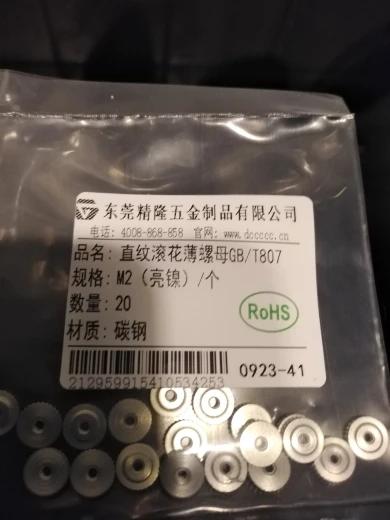 东莞精隆五金制品有限公司
电话: 4008-868-858 官网: www.dccccc.cn
品名: 直纹滚花薄螺母GB/T807
规格: M2（亮镍）/个
数量: 20
RoHS
材质: 碳钢
0923-41
212959915410534253